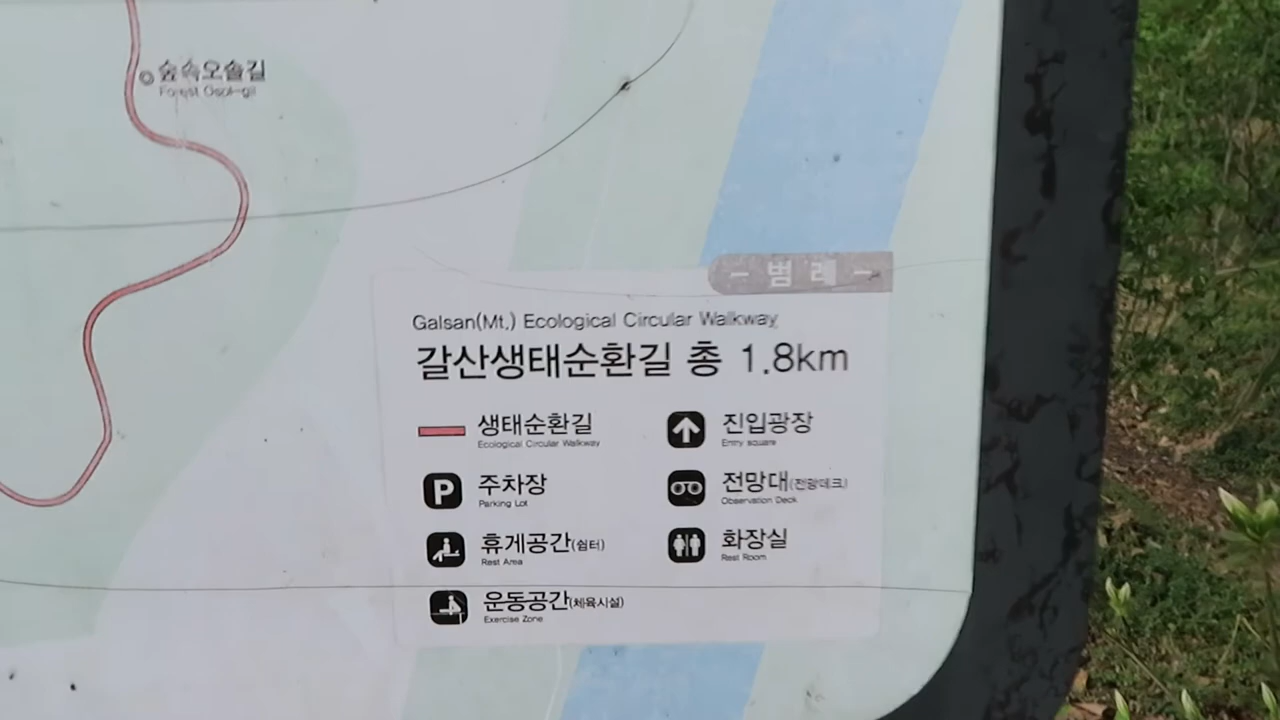 숲속오솔길
Forest Osol-gil
- 범 례 -
Galsan(Mt.) Ecological Circular Walkway
갈산생태순환길 총 1.8km
생태순환길
Ecological Circular Walkway
진입광장
Entry square
P
주차장
Parking Lot
전망대(전망데크)
Observation Deck
휴게공간(쉼터)
Rest Area
화장실
Rest Room
운동공간(체육시설)
Exercise Zone